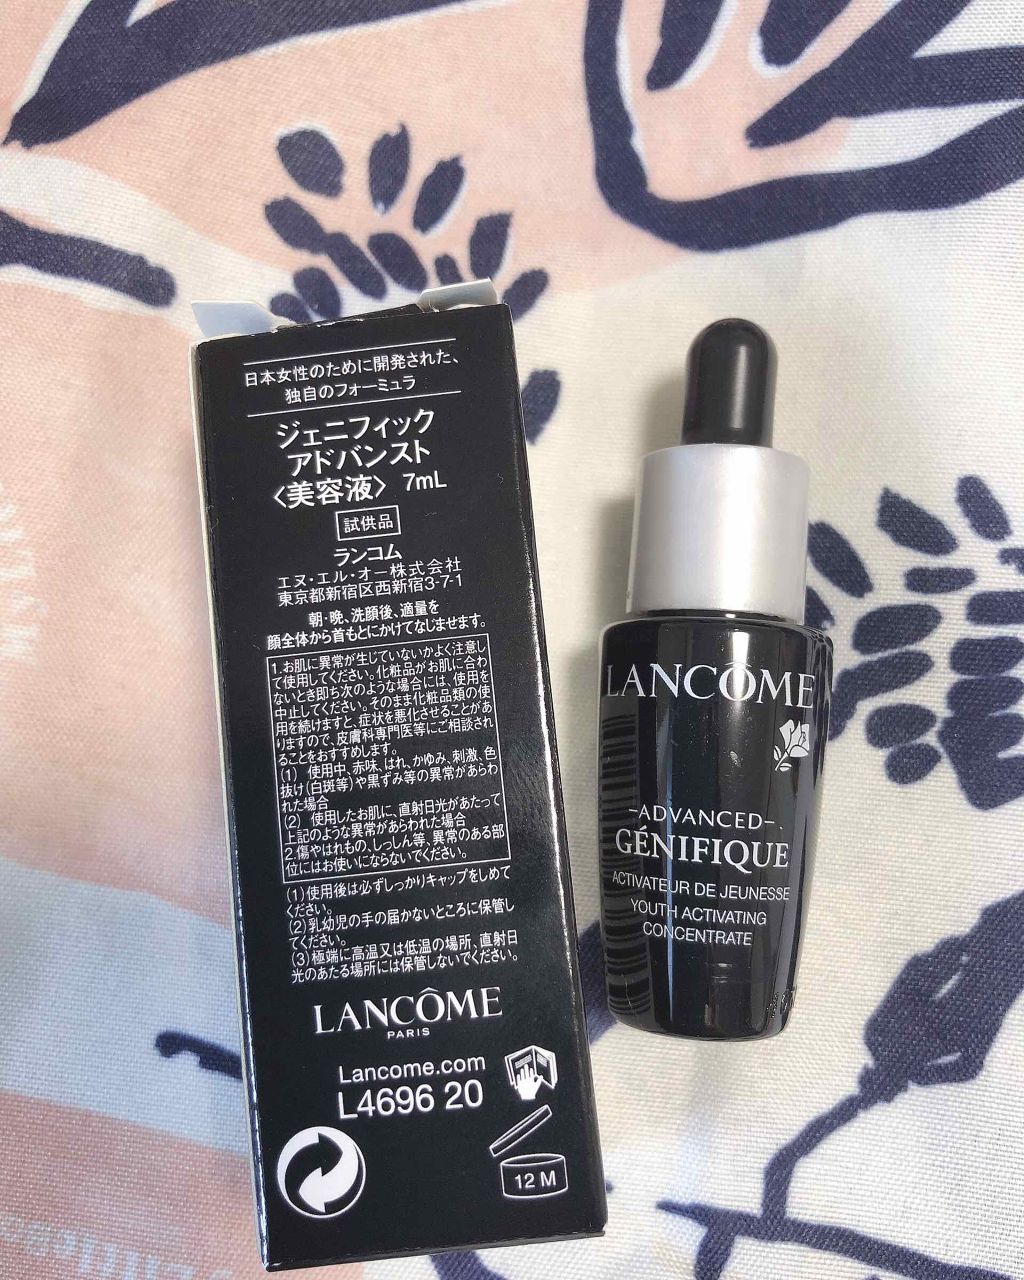 日本女性のために開発された、
独自のフォーミュラ
ジェニフィック
アドバンスト
〈美容液〉 7mL
試供品
ランコム
エヌ・エル・オー株式会社
東京都新宿区西新宿3-7-1
朝・晩、洗顔後、適量を
顔全体から首もとにかけてなじませます。
1.お肌に異常が生じていないかよく注意し
て使用してください。化粧品がお肌に合わ
ないとき即ち次のような場合には、使用を
中止してください。そのまま化粧品類の使
用を続けますと、症状を悪化させることがあ
りますので、皮膚科専門医等にご相談され
ることをおすすめします。
(1) 使用中、赤味、はれ、かゆみ、刺激、色
抜け(白斑等)や黒ずみ等の異常があらわ
れた場合
(2) 使用したお肌に、直射日光があたって
上記のような異常があらわれた場合
2.傷やはれもの、しっしん等、異常のある部
位にはお使いにならないでください。
(1)使用後は必ずしっかりキャップをしめて
ください。
(2)乳幼児の手の届かないところに保管し
てください。
(3)極端に高温又は低温の場所、直射日
光のあたる場所には保管しないでください。
LANCÔME
PARIS
Lancome.com
L4696 20
12 M
LANCÔME
-ADVANCED-
GÉNIFIQUE
ACTIVATEUR DE JEUNESSE
YOUTH ACTIVATING
CONCENTRATE